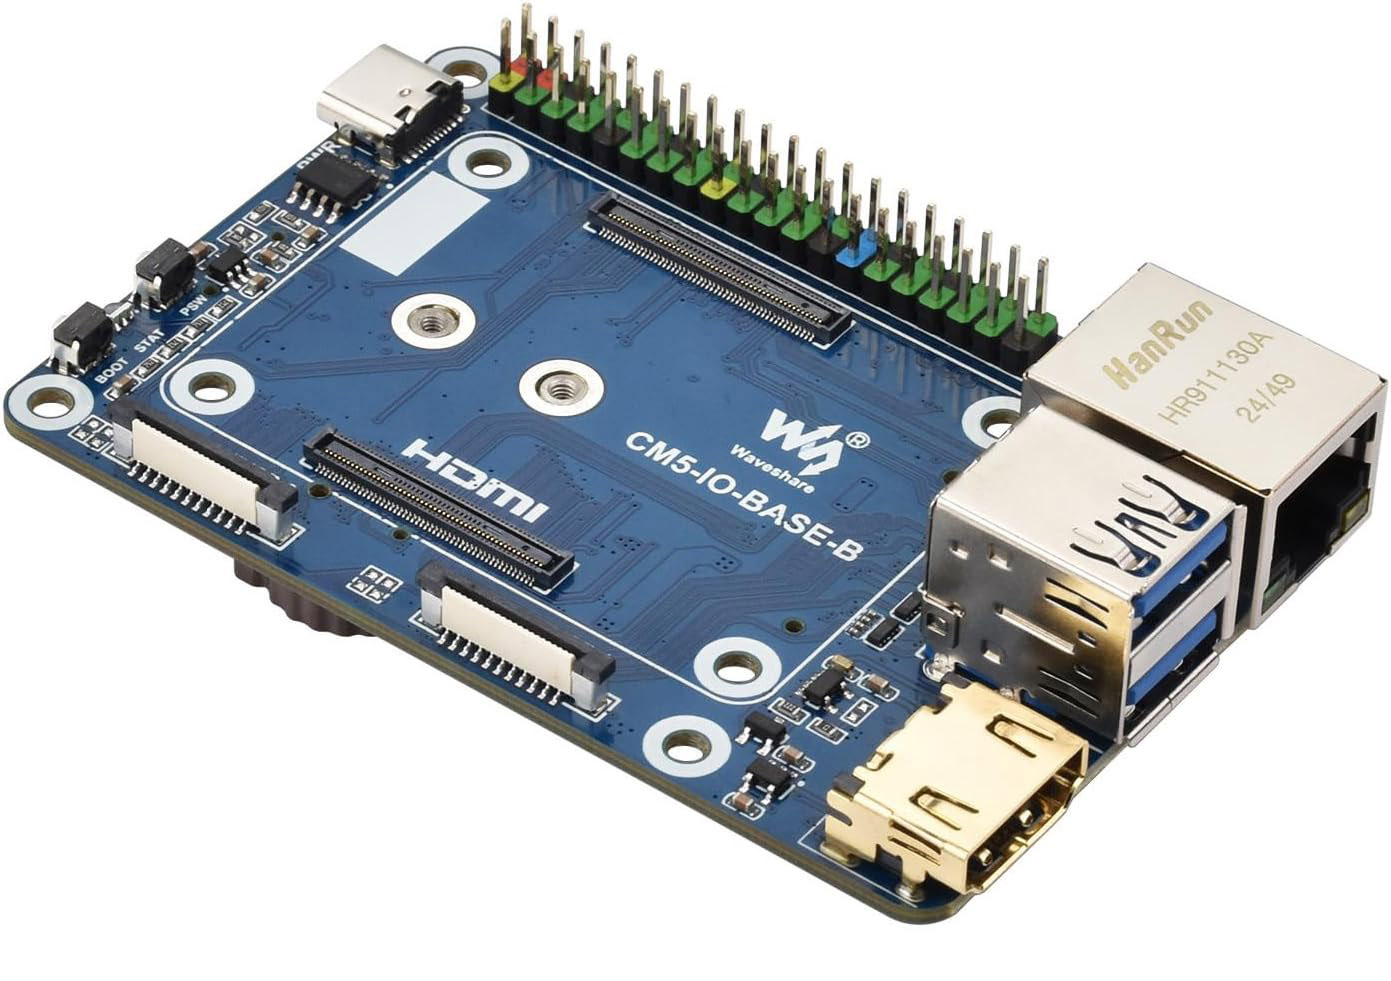 PWR
PSW
STAT
BOOT
HDMI
W
®
Waveshare
CM5-IO-BASE-B
HanRun
HR911130A
24/49